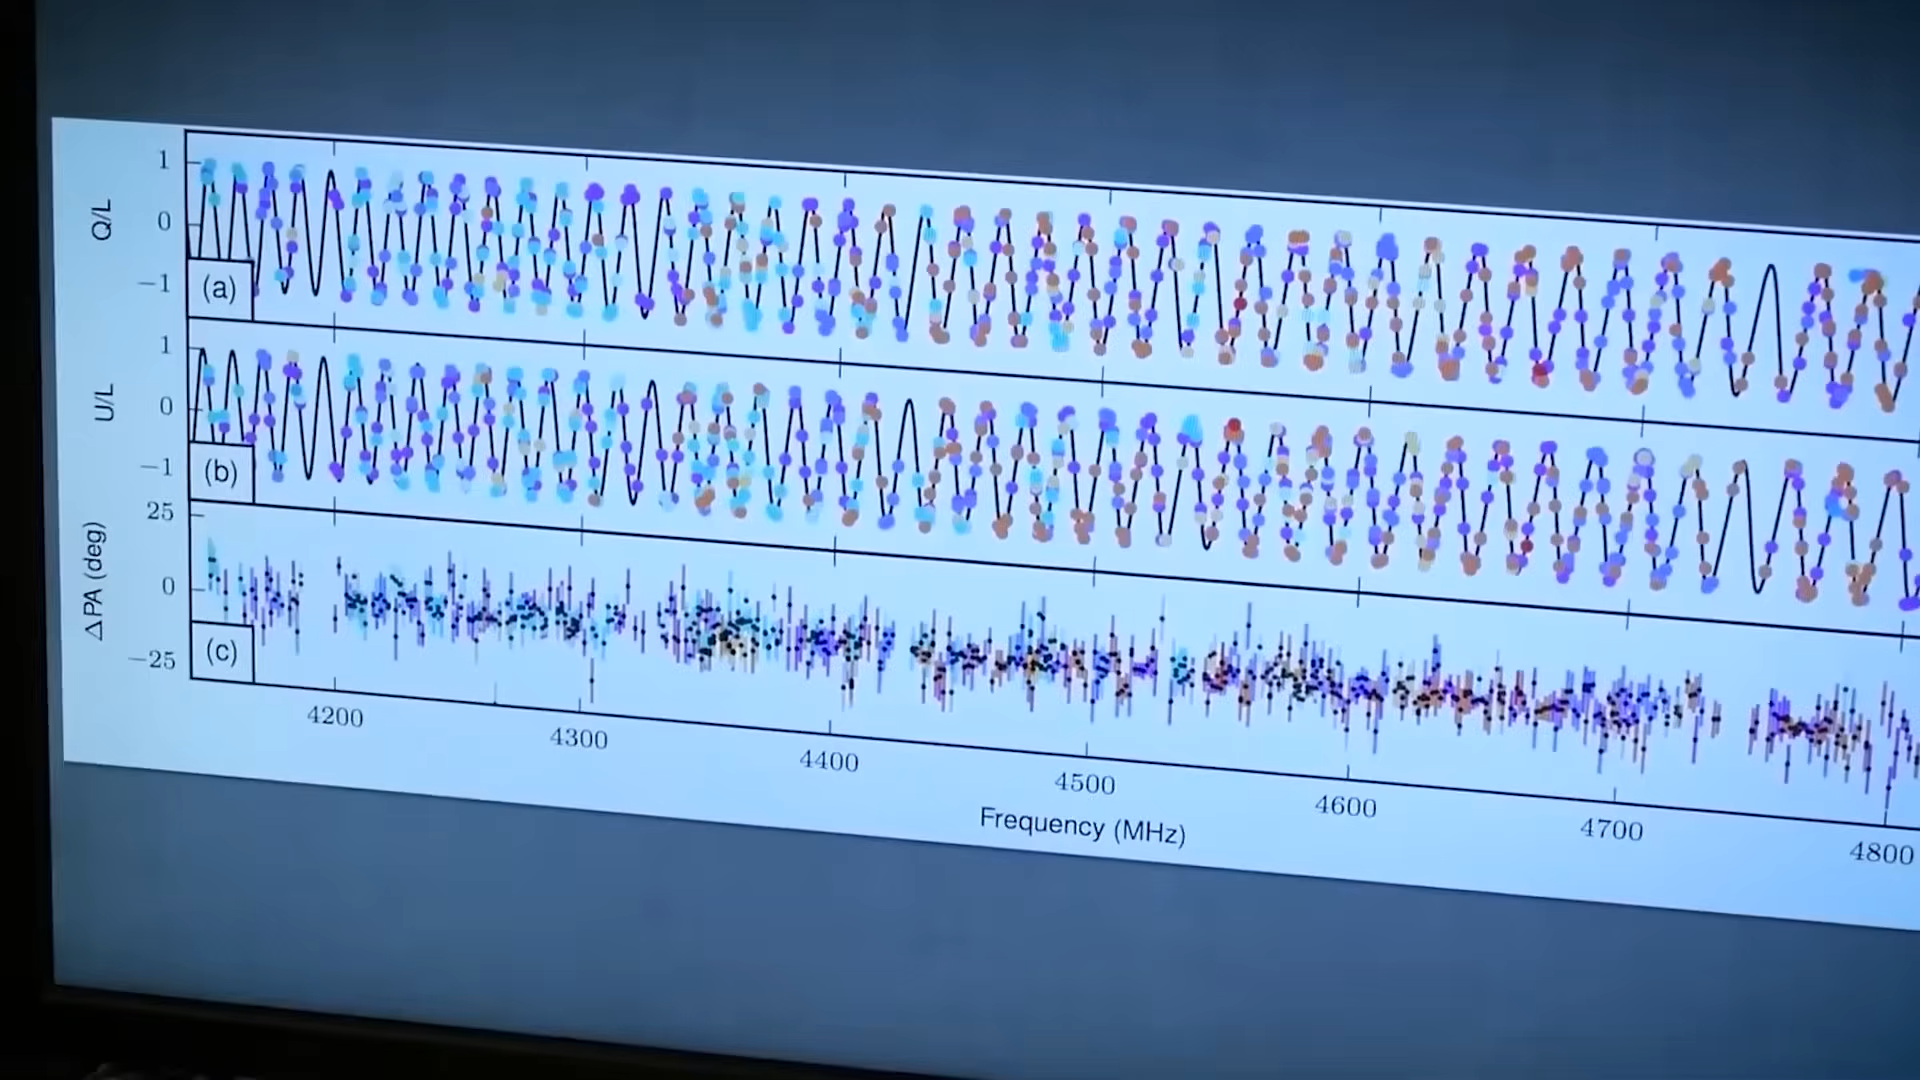 1
Q/L
0
−1
(a)
1
U/L
0
−1
(b)
25
ΔPA (deg)
0
−25
(c)
4200
4300
4400
4500
4600
4700
4800
Frequency (MHz)